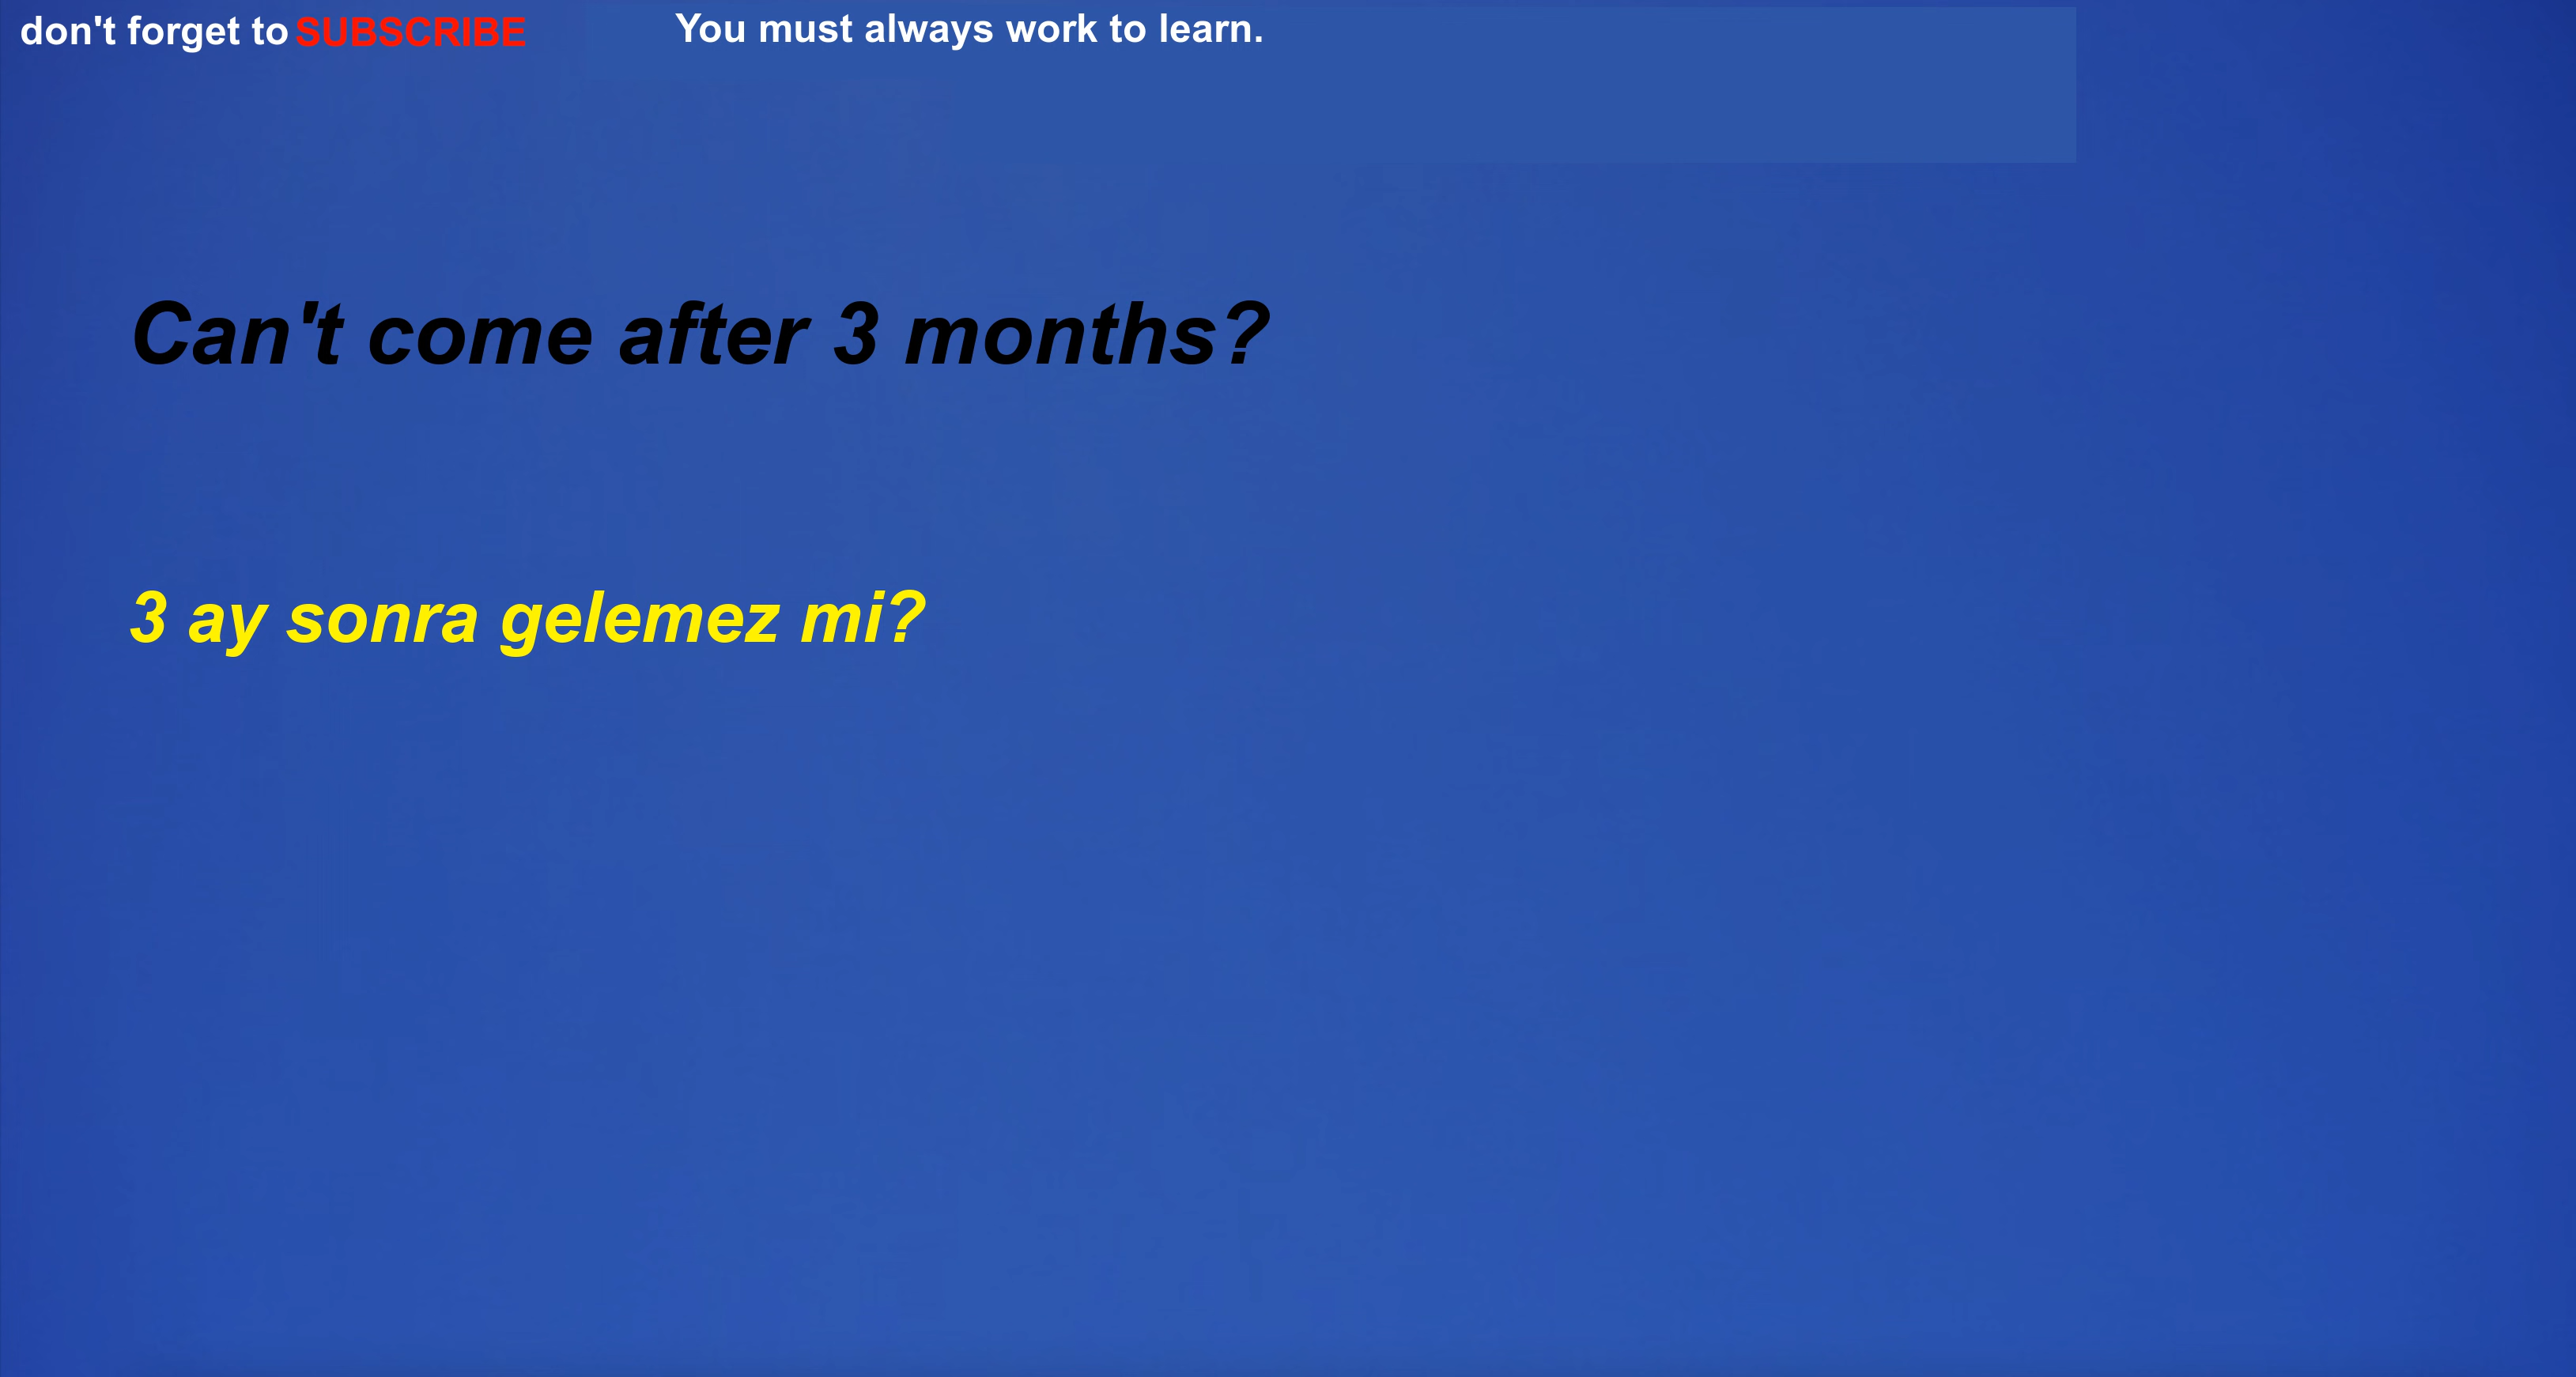 don't forget to SUBSCRIBE You must always work to learn.
Can't come after 3 months?
3 ay sonra gelemez mi?